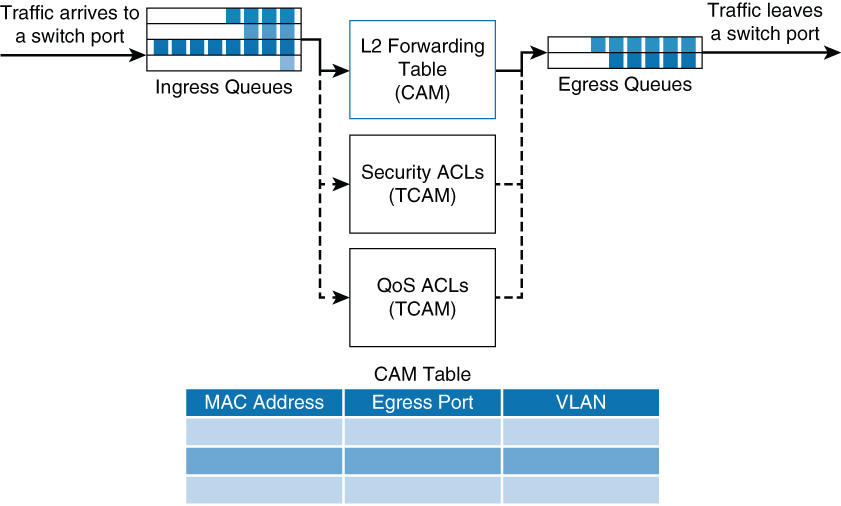 Traffic arrives to
a switch port
Ingress Queues
L2 Forwarding
Table
(CAM)
Security ACLs
(TCAM)
QoS ACLs
(TCAM)
Egress Queues
Traffic leaves
a switch port
CAM Table
MAC Address Egress Port VLAN